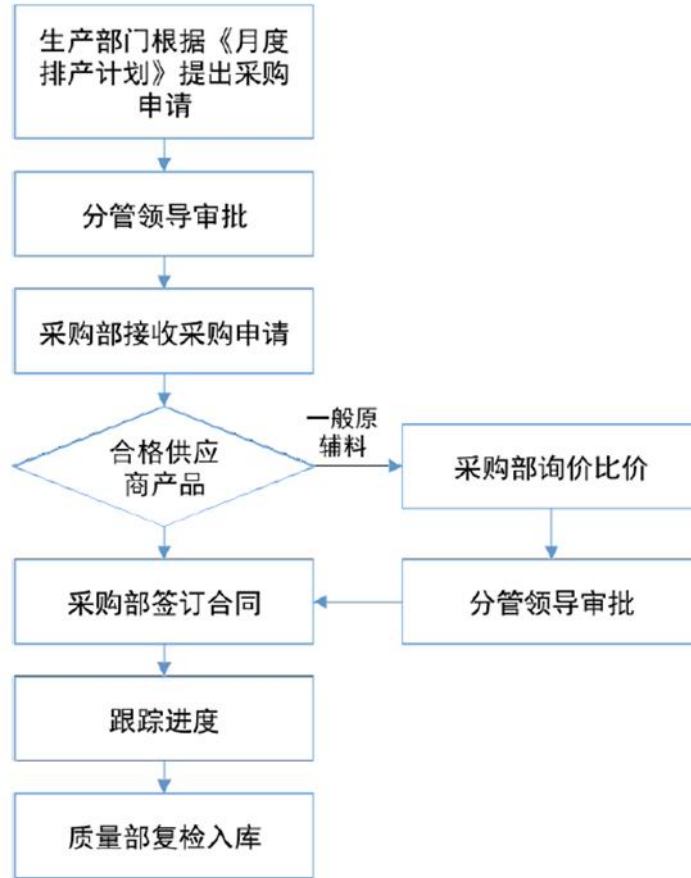 生产部门根据《月度
排产计划》提出采购
申请
分管领导审批
采购部接收采购申请
合格供应
商产品
一般原
辅料
采购部询价比价
分管领导审批
采购部签订合同
跟踪进度
质量部复检入库